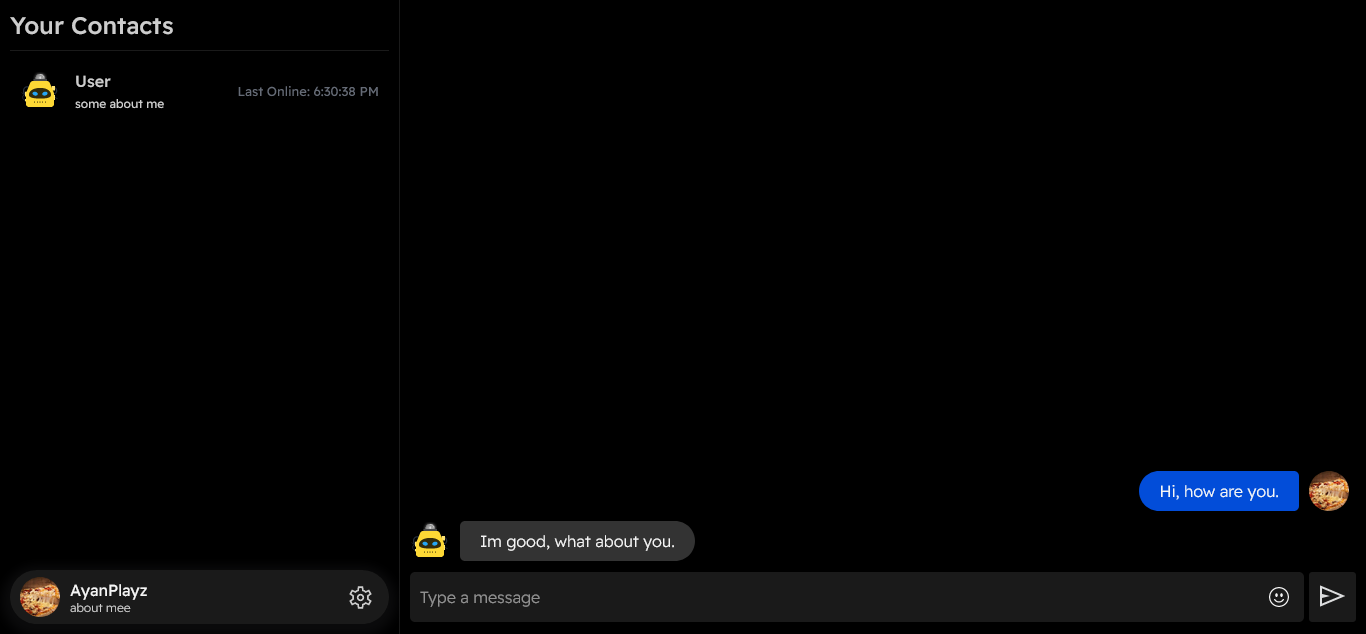 Your Contacts
User
some about me
Last Online: 6:30:38 PM
Hi, how are you.
Im good, what about you.
AyanPlayz
about mee
Type a message